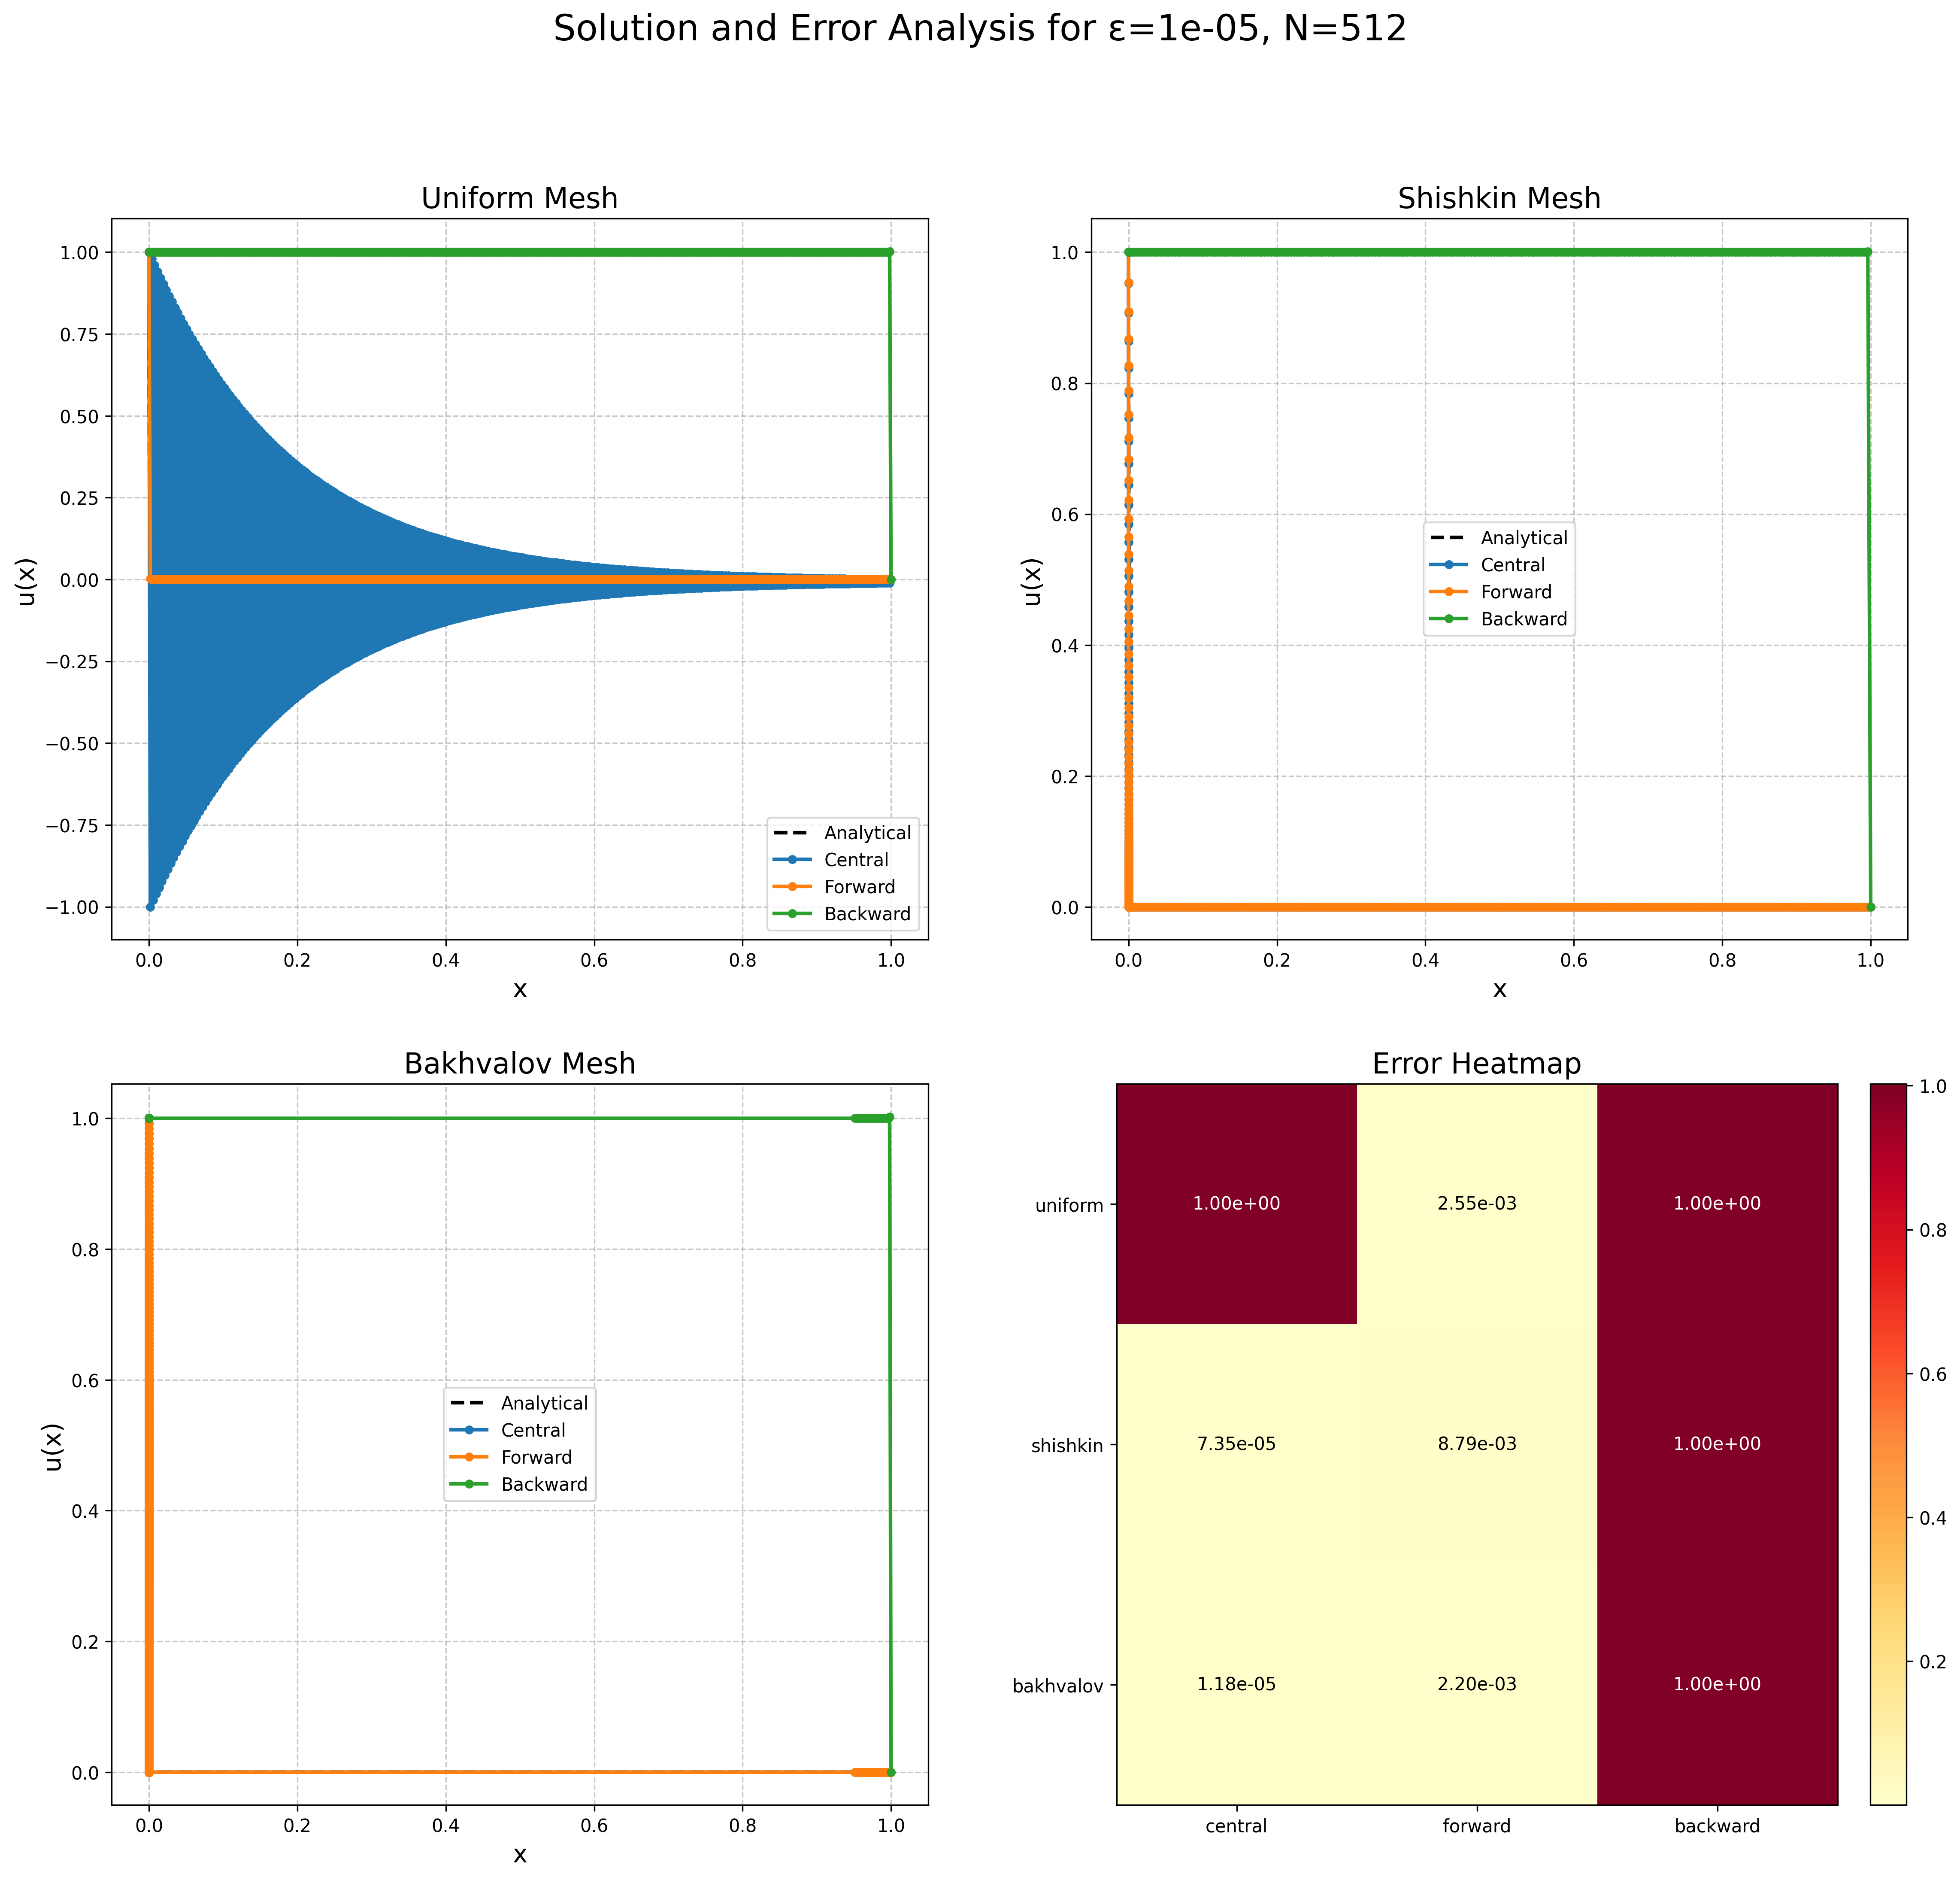 Solution and Error Analysis for ε=1e-05, N=512
Uniform Mesh
u(x)
1.00
0.75
0.50
0.25
0.00
−0.25
−0.50
−0.75
−1.00
0.0 0.2 0.4 0.6 0.8 1.0
x
Analytical
Central
Forward
Backward
Shishkin Mesh
u(x)
1.0
0.8
0.6
0.4
0.2
0.0
0.0 0.2 0.4 0.6 0.8 1.0
x
Analytical
Central
Forward
Backward
Bakhvalov Mesh
u(x)
1.0
0.8
0.6
0.4
0.2
0.0
0.0 0.2 0.4 0.6 0.8 1.0
x
Analytical
Central
Forward
Backward
Error Heatmap
uniform 1.00e+00 2.55e-03 1.00e+00
shishkin 7.35e-05 8.79e-03 1.00e+00
bakhvalov 1.18e-05 2.20e-03 1.00e+00
central forward backward
1.0
0.8
0.6
0.4
0.2